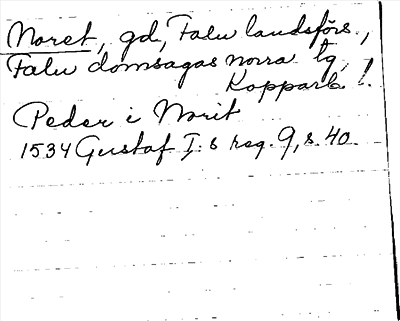 Noret, gd, Falu landsförs.,
Falu domsagas norra tg,
Kopparb. l.
Peder i Norit
1534 Gustaf I:s reg. 9, s. 40.